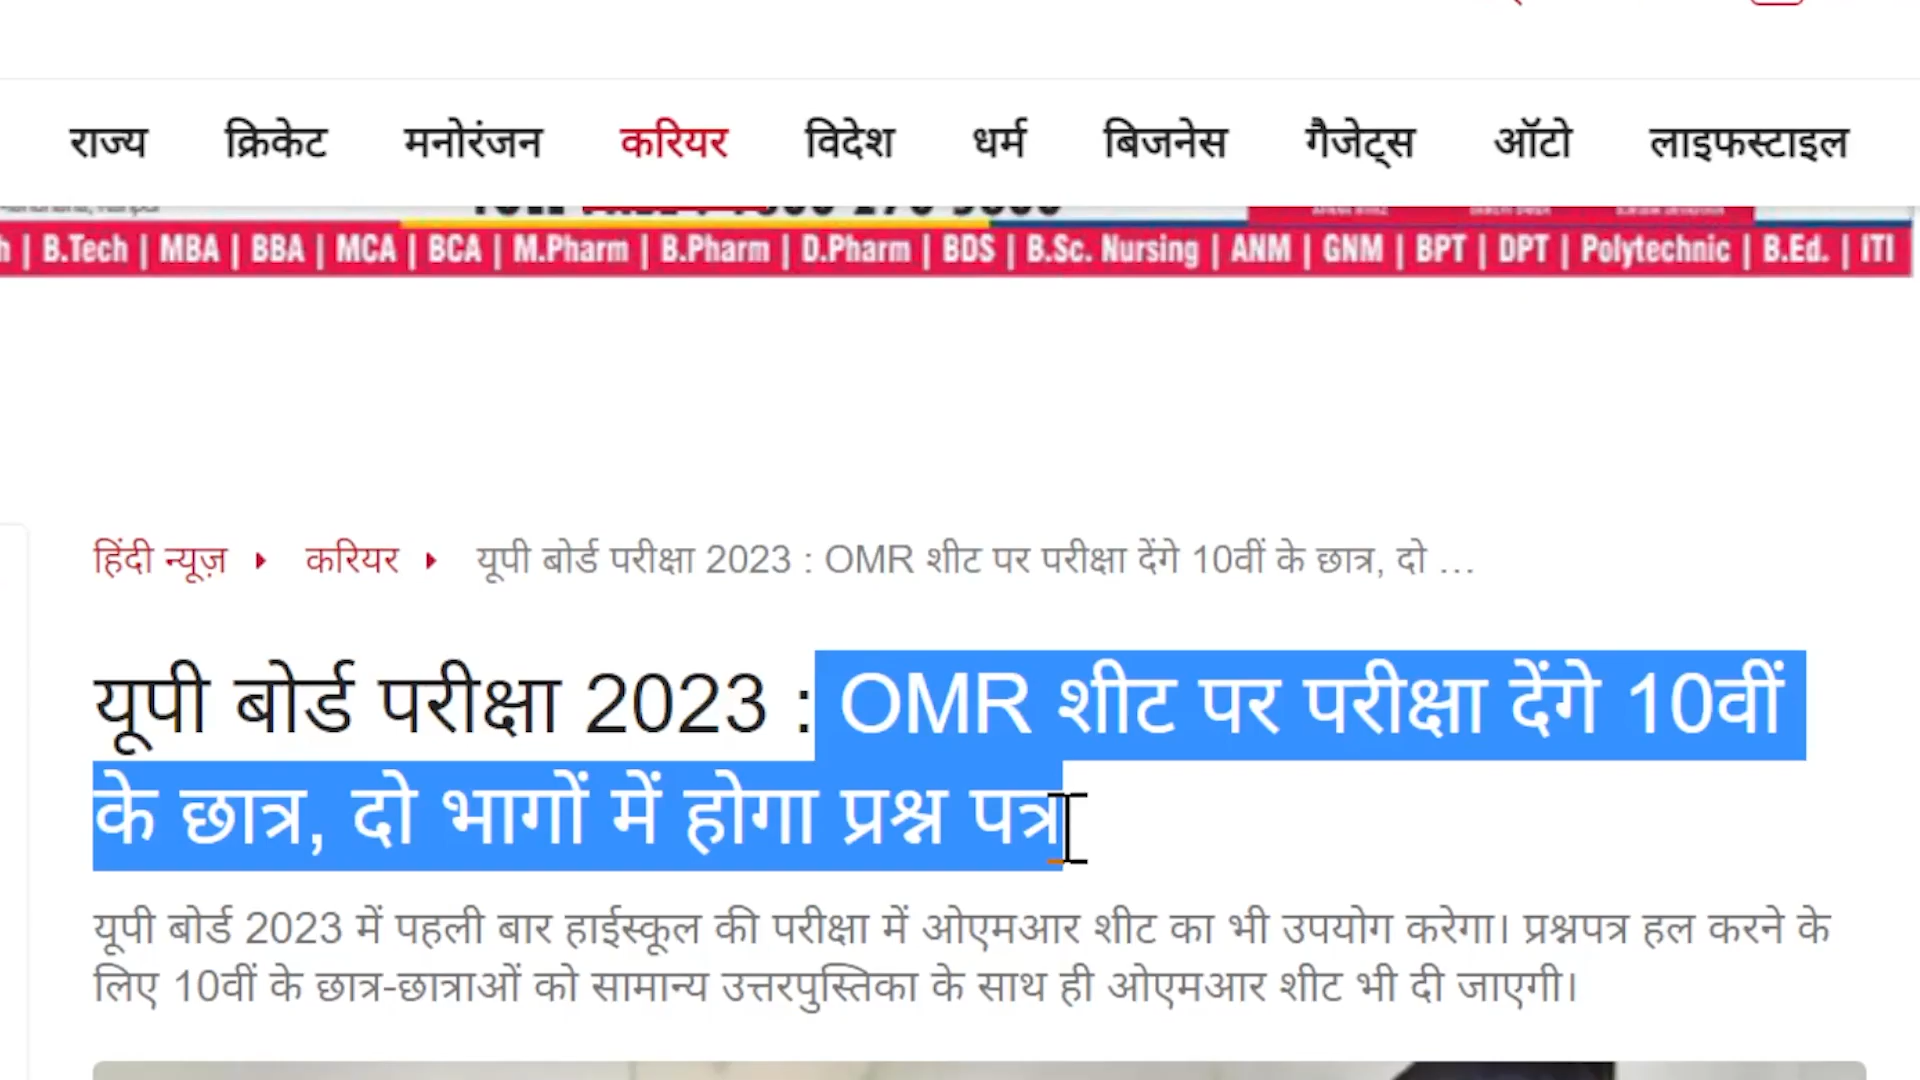 राज्य क्रिकेट मनोरंजन करियर विदेश धर्म बिजनेस गैजेट्स ऑटो लाइफस्टाइल
| B.Tech | MBA | BBA | MCA | BCA | M.Pharm | B.Pharm | D.Pharm | BDS | B.Sc. Nursing | ANM | GNM | BPT | DPT | Polytechnic | B.Ed. | ITI
हिंदी न्यूज़ करियर यूपी बोर्ड परीक्षा 2023 : OMR शीट पर परीक्षा देंगे 10वीं के छात्र, दो ...
यूपी बोर्ड परीक्षा 2023 : OMR शीट पर परीक्षा देंगे 10वीं
के छात्र, दो भागों में होगा प्रश्न पत्र
यूपी बोर्ड 2023 में पहली बार हाईस्कूल की परीक्षा में ओएमआर शीट का भी उपयोग करेगा। प्रश्नपत्र हल करने के
लिए 10वीं के छात्र-छात्राओं को सामान्य उत्तरपुस्तिका के साथ ही ओएमआर शीट भी दी जाएगी।